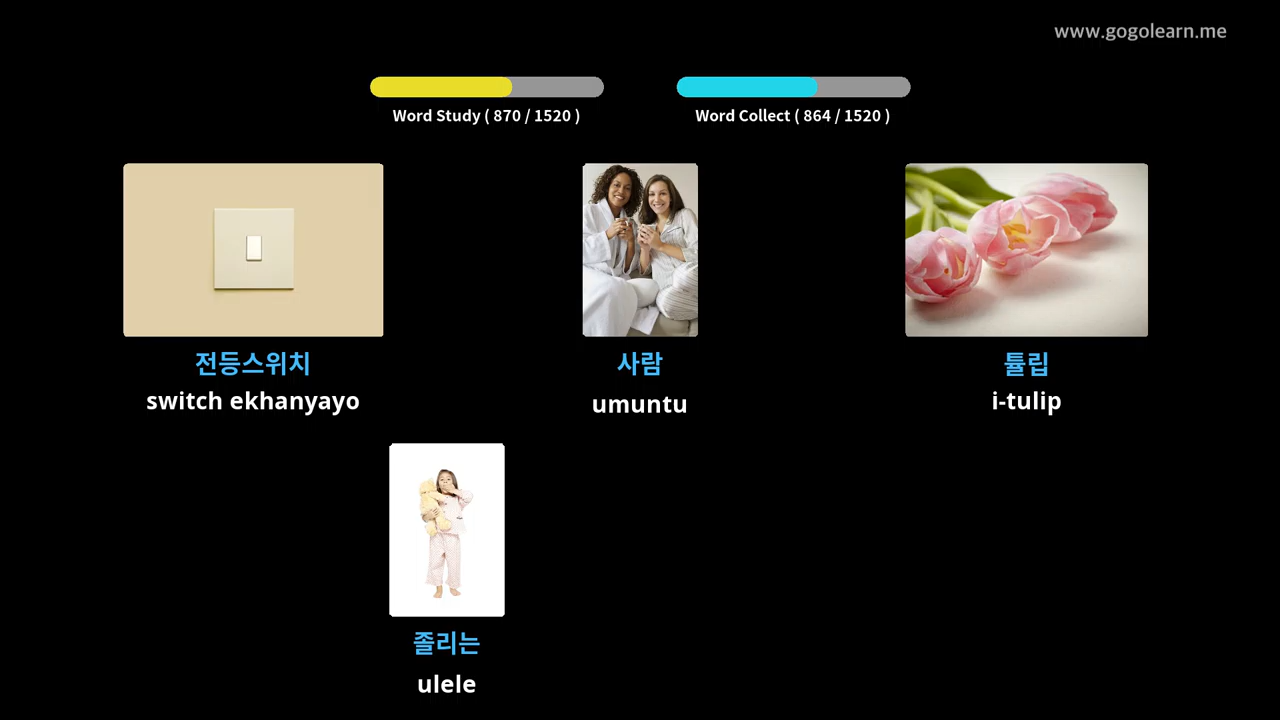 www.gogolearn.me
Word Study ( 870 / 1520 )
Word Collect ( 864 / 1520 )
전등스위치
switch ekhanyayo
사람
umuntu
튤립
i-tulip
졸리는
ulele